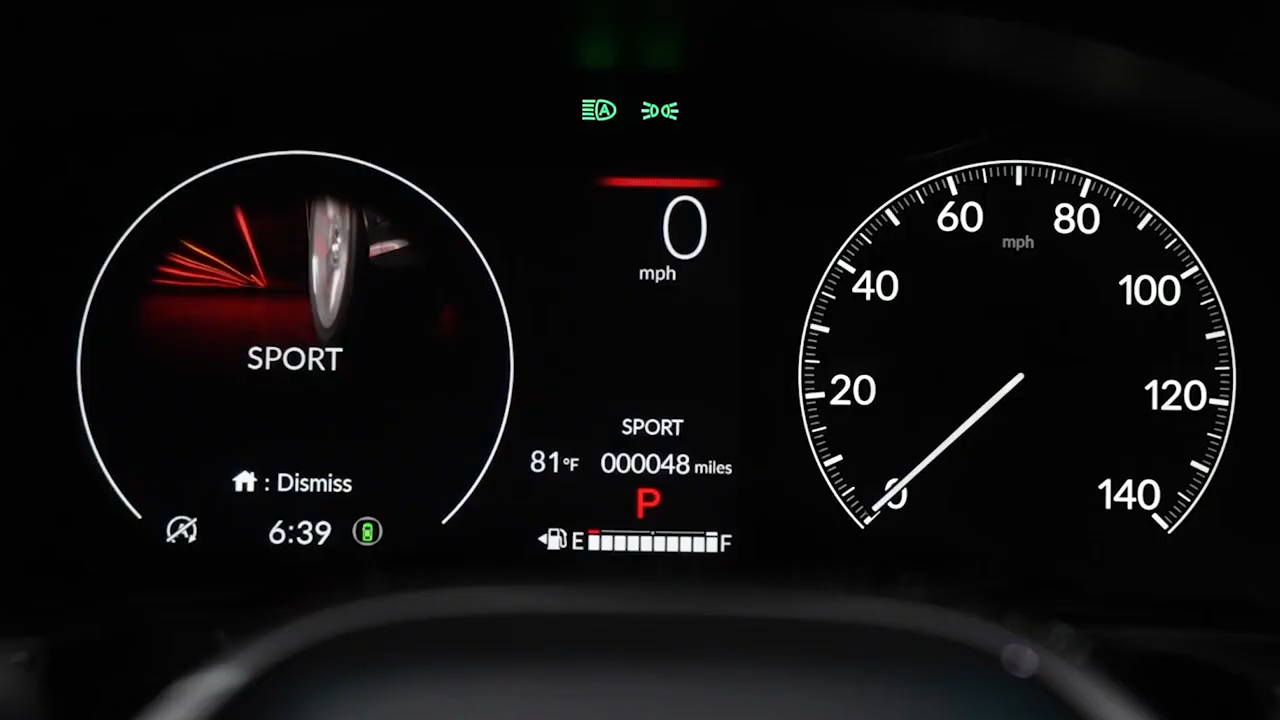 A
0
mph
SPORT
: Dismiss
A
6:39
SPORT
81°F 000048 miles
P
E F
0
20
40
60
80
100
120
140
mph